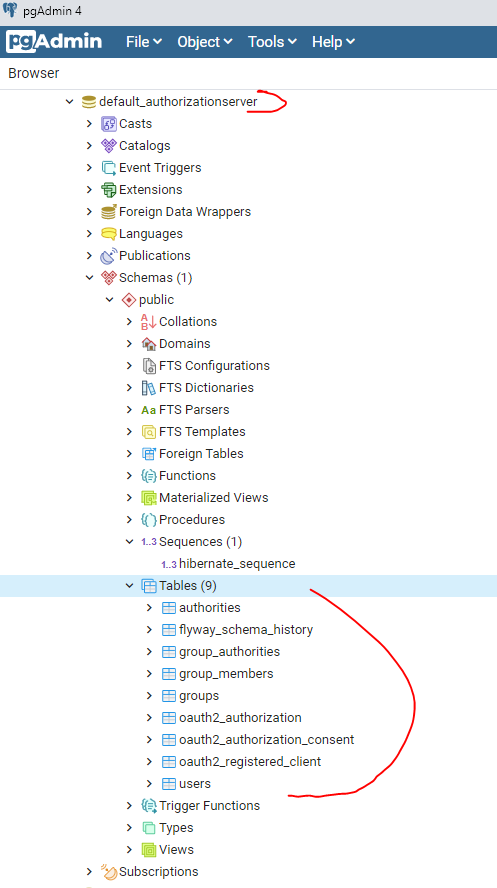 pgAdmin 4
pgAdmin File Object Tools Help
Browser
default_authorizationserver
Casts
Catalogs
Event Triggers
Extensions
Foreign Data Wrappers
Languages
Publications
Schemas (1)
public
Collations
Domains
FTS Configurations
FTS Dictionaries
Aa FTS Parsers
FTS Templates
Foreign Tables
Functions
Materialized Views
Procedures
1..3 Sequences (1)
1..3 hibernate_sequence
Tables (9)
authorities
flyway_schema_history
group_authorities
group_members
groups
oauth2_authorization
oauth2_authorization_consent
oauth2_registered_client
users
Trigger Functions
Types
Views
Subscriptions